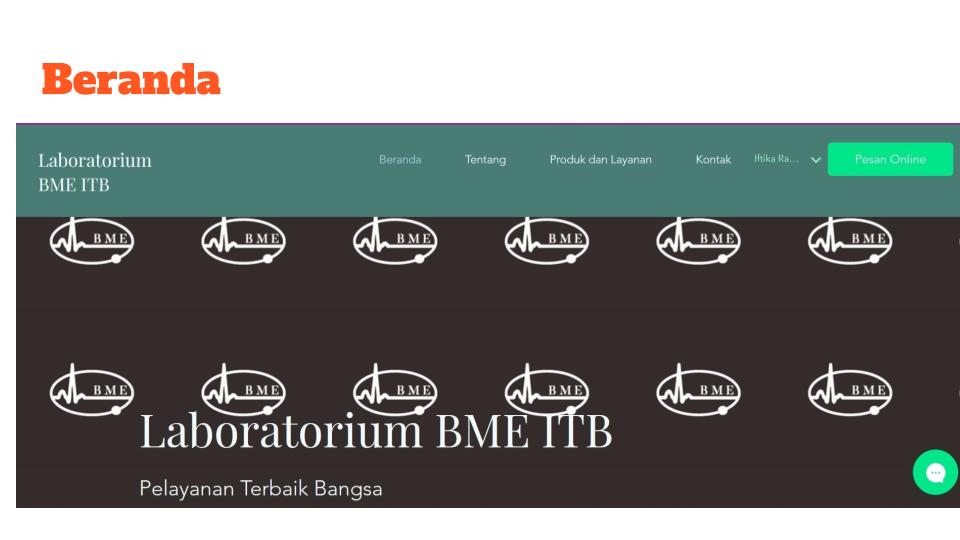 Beranda
Laboratorium
BME ITB
Beranda Tentang Produk dan Layanan Kontak Iftika Ra... Pesan Online
BME BME BME BME BME BME
BME BME BME BME BME BME
Laboratorium BME ITB
Pelayanan Terbaik Bangsa